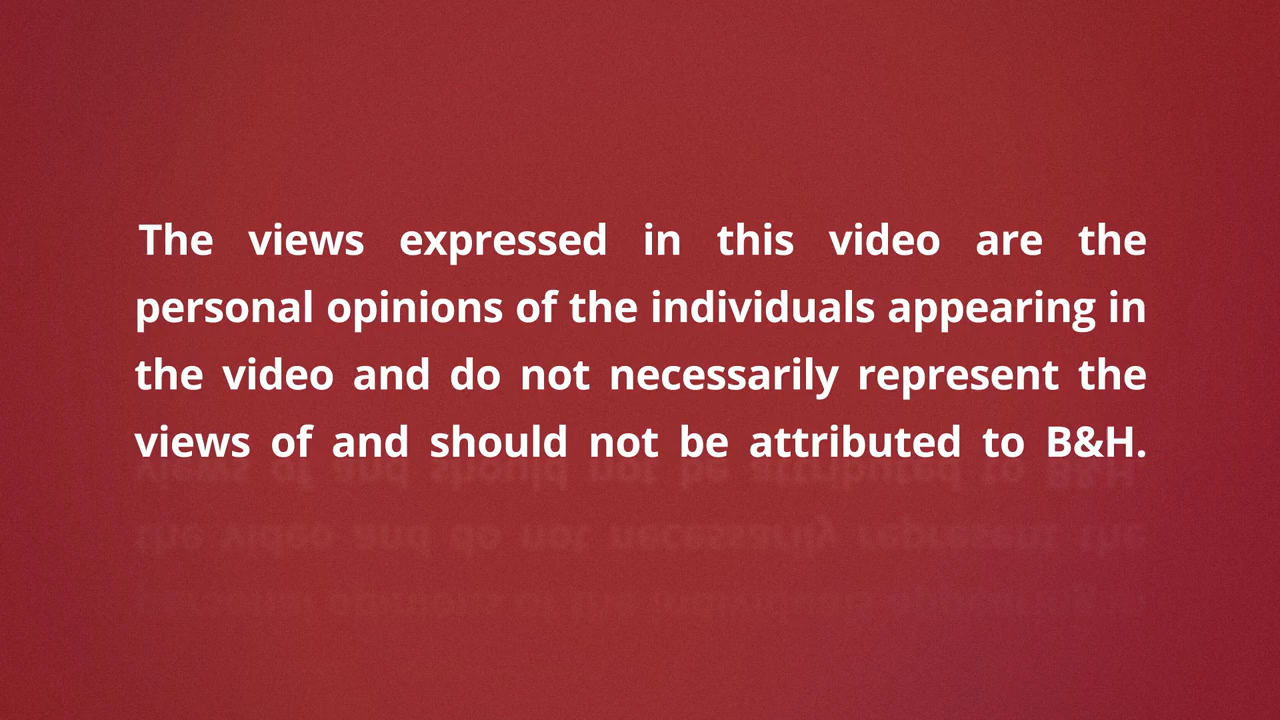 The views expressed in this video are the
personal opinions of the individuals appearing in
the video and do not necessarily represent the
views of and should not be attributed to B&H.